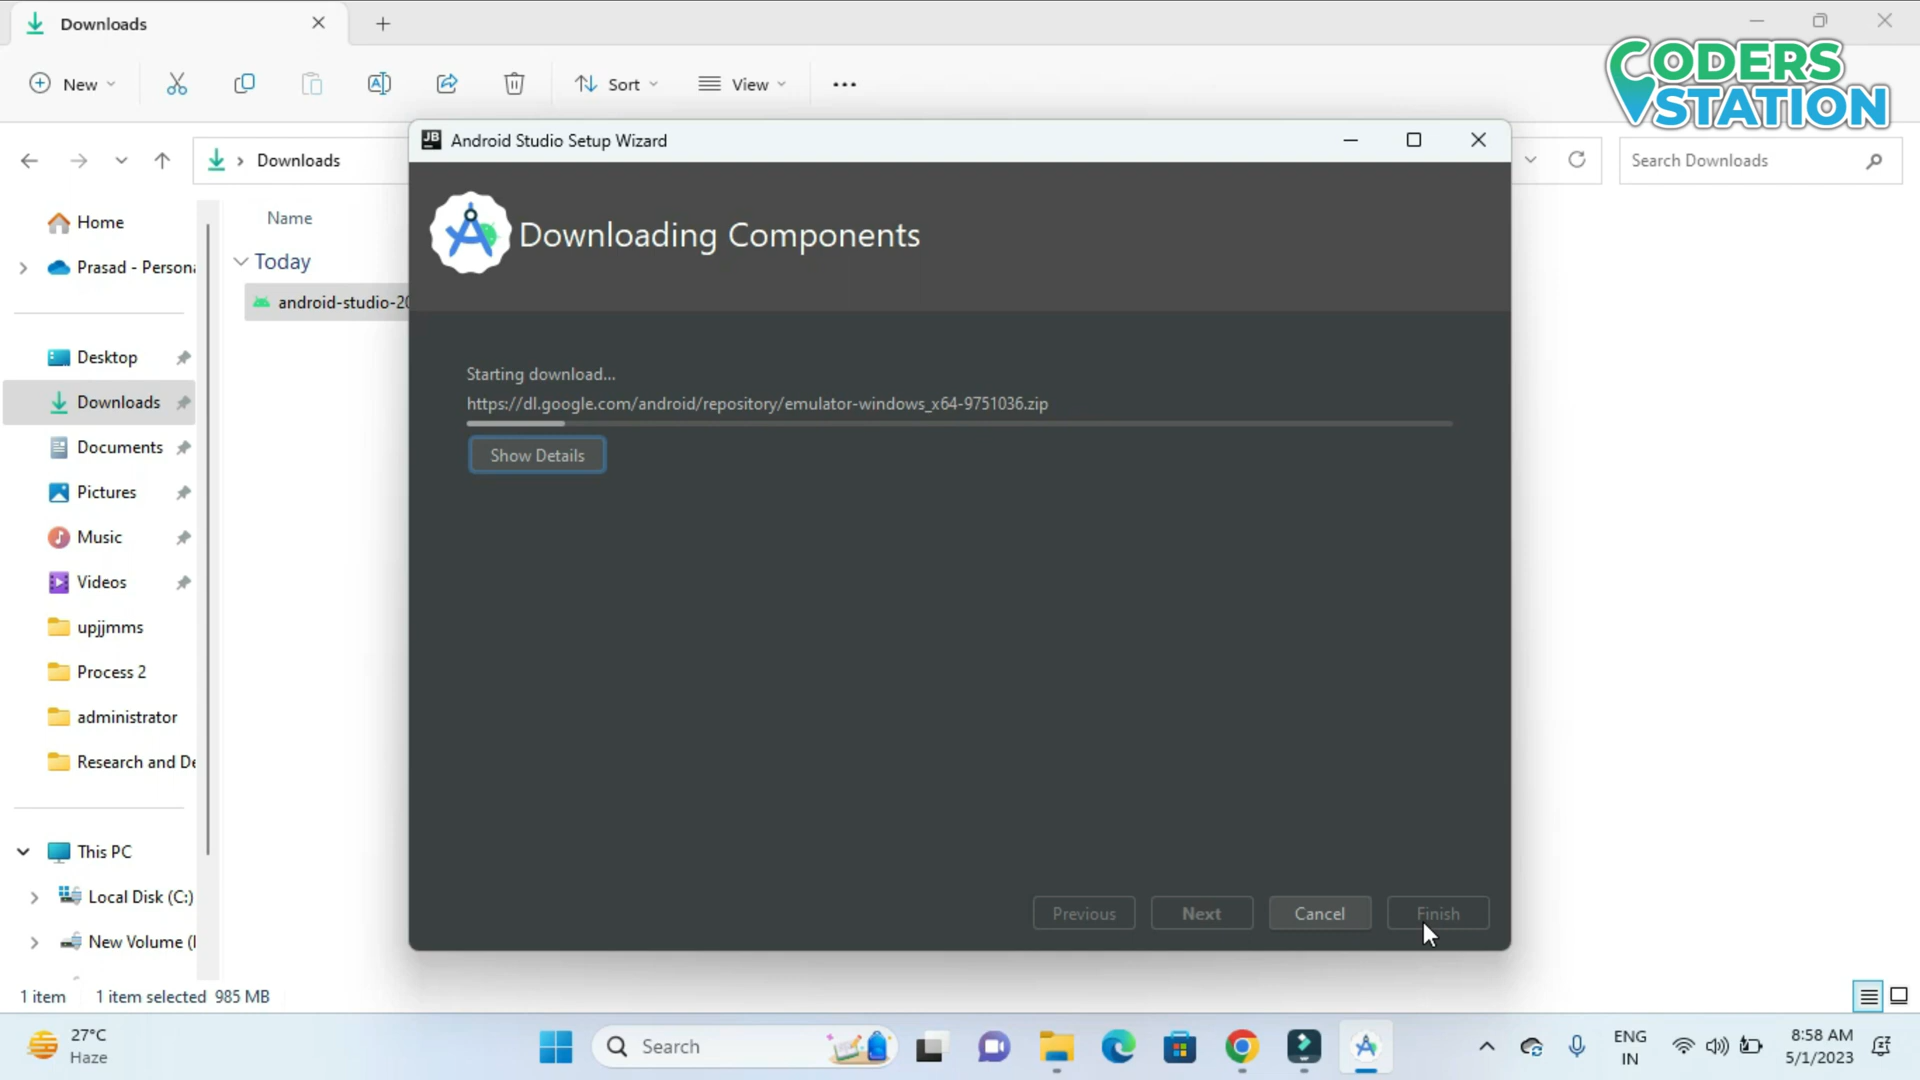 Downloads
New
Sort
View
CODERS
STATION
Downloads
Search Downloads
JB
Android Studio Setup Wizard
Downloading Components
Home
Prasad - Persona
Desktop
Downloads
Documents
Pictures
Music
Videos
upjjmms
Process 2
administrator
Research and De
This PC
Local Disk (C:)
New Volume (
Name
Today
android-studio-20
Starting download...
https://dl.google.com/android/repository/emulator-windows_x64-9751036.zip
Show Details
Previous
Next
Cancel
Finish
1 item
1 item selected 985 MB
27°C
Haze
Search
ENG
IN
8:58 AM
5/1/2023